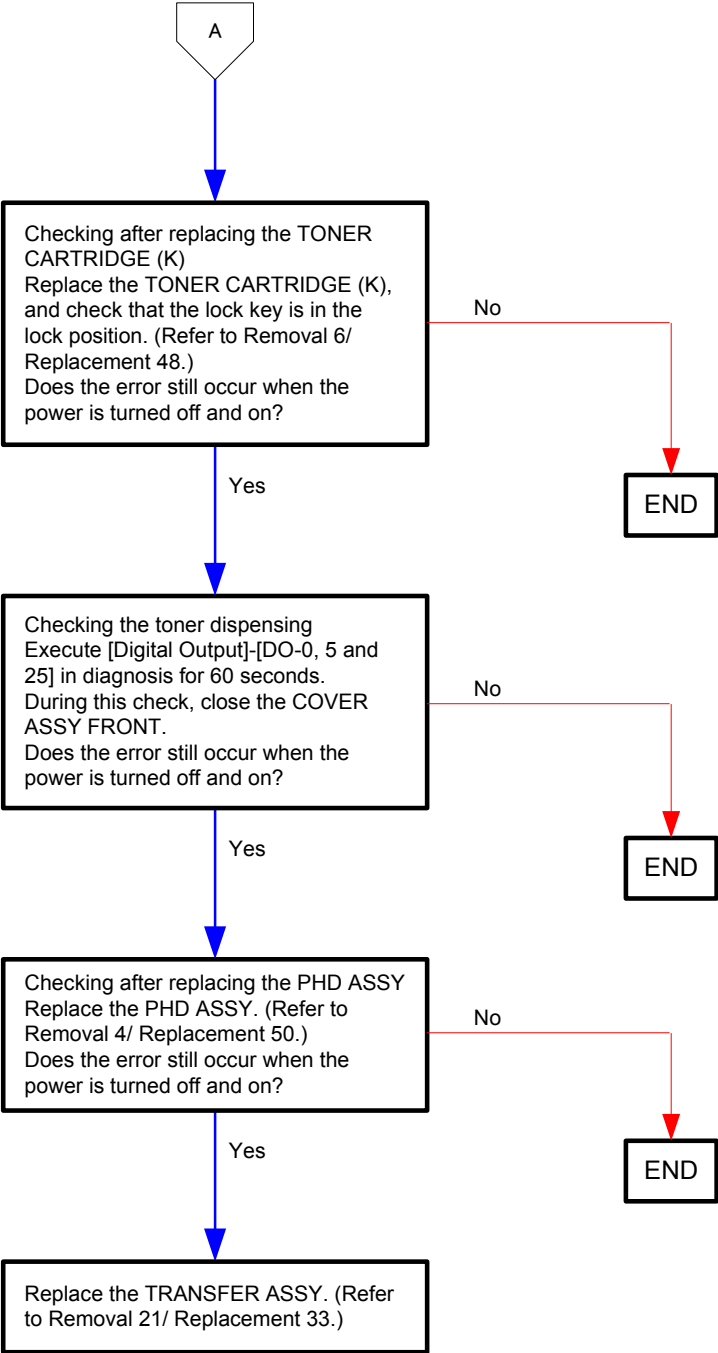 A
Checking after replacing the TONER
CARTRIDGE (K)
Replace the TONER CARTRIDGE (K),
and check that the lock key is in the
lock position. (Refer to Removal 6/
Replacement 48.)
Does the error still occur when the
power is turned off and on?
No
END
Yes
Checking the toner dispensing
Execute [Digital Output]-[DO-0, 5 and
25] in diagnosis for 60 seconds.
During this check, close the COVER
ASSY FRONT.
Does the error still occur when the
power is turned off and on?
No
END
Yes
Checking after replacing the PHD ASSY
Replace the PHD ASSY. (Refer to
Removal 4/ Replacement 50.)
Does the error still occur when the
power is turned off and on?
No
END
Yes
Replace the TRANSFER ASSY. (Refer
to Removal 21/ Replacement 33.)